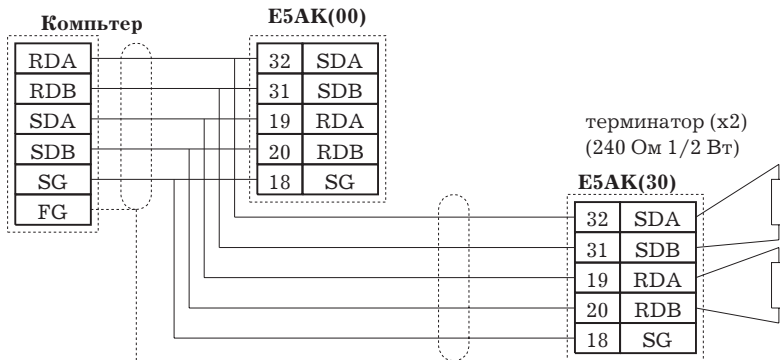 Компьтер
E5AK(00)
RDA
32 SDA
RDB
31 SDB
SDA
19 RDA
SDB
20 RDB
SG
18 SG
FG
терминатор (x2)
(240 Ом 1/2 Вт)
E5AK(30)
32 SDA
31 SDB
19 RDA
20 RDB
18 SG